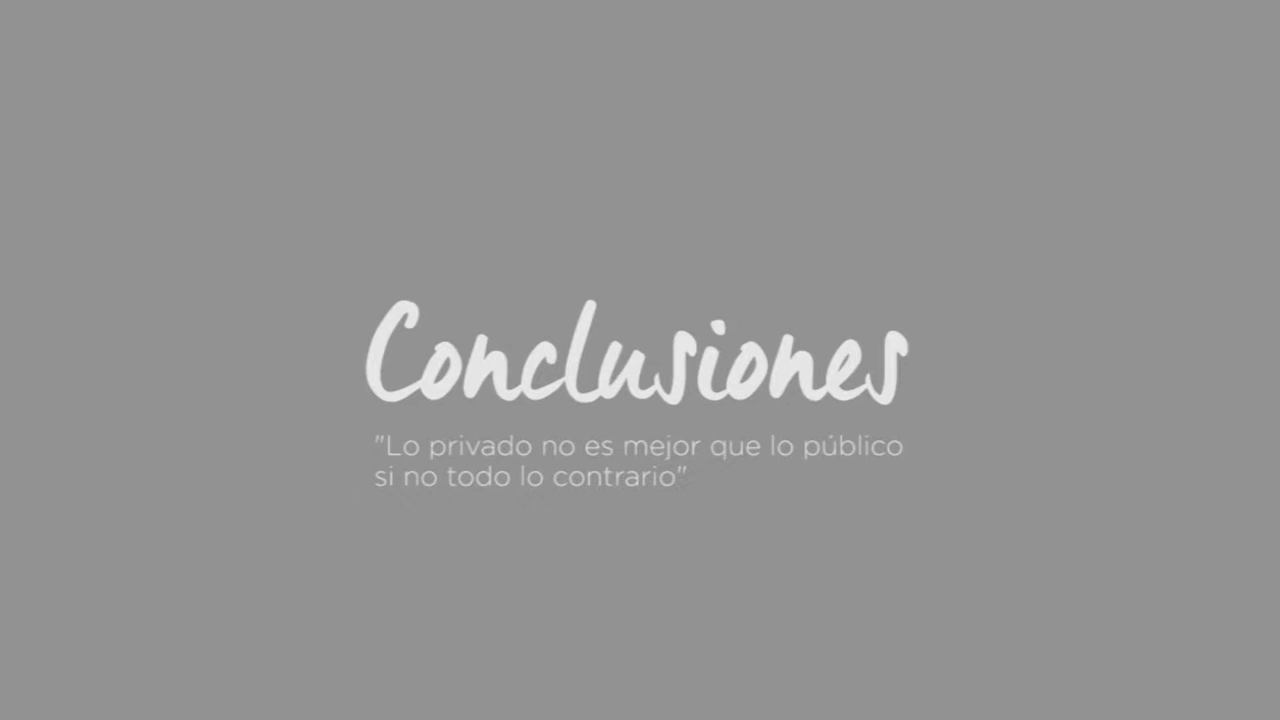 Conclusiones
"Lo privado no es mejor que lo público
si no todo lo contrario"